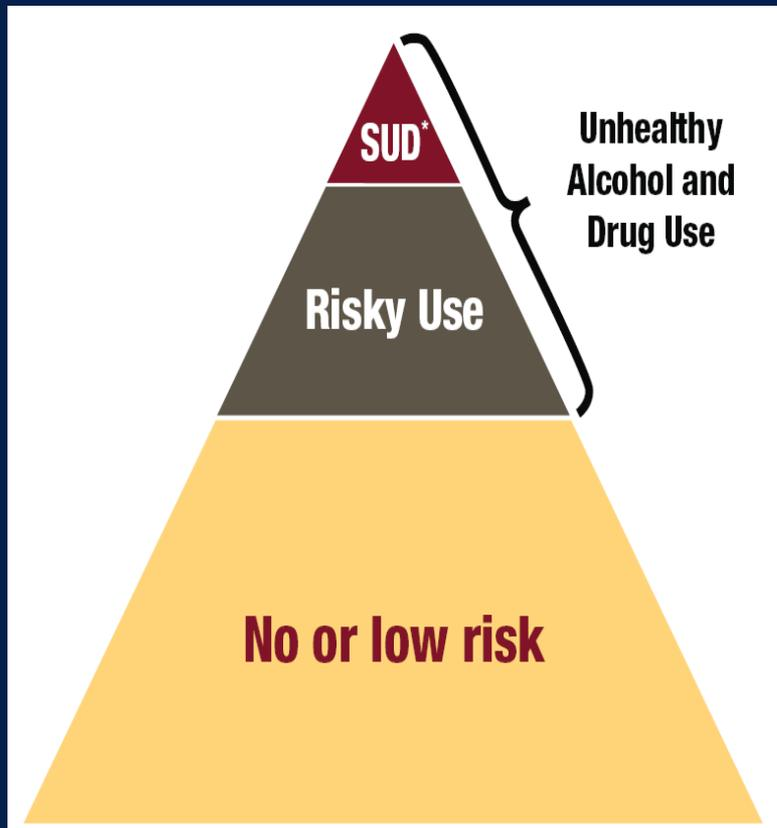 SUD*
Unhealthy
Alcohol and
Drug Use
Risky Use
No or low risk